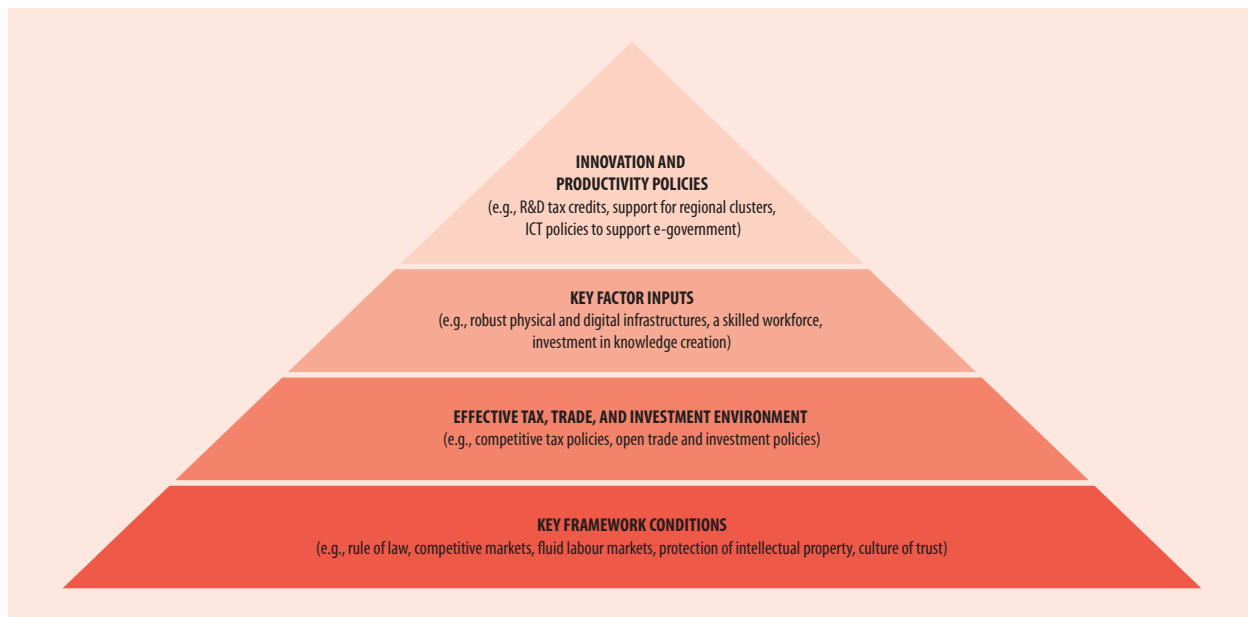 INNOVATION AND
PRODUCTIVITY POLICIES
(e.g., R&D tax credits, support for regional clusters,
ICT policies to support e-government)
KEY FACTOR INPUTS
(e.g., robust physical and digital infrastructures, a skilled workforce,
investment in knowledge creation)
EFFECTIVE TAX, TRADE, AND INVESTMENT ENVIRONMENT
(e.g., competitive tax policies, open trade and investment policies)
KEY FRAMEWORK CONDITIONS
(e.g., rule of law, competitive markets, fluid labour markets, protection of intellectual property, culture of trust)